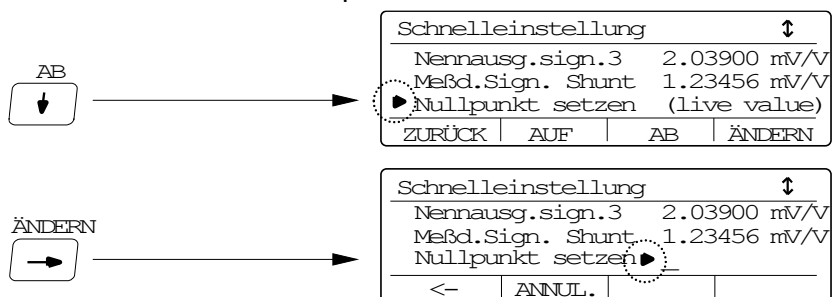 Schnelleinstellung ↕
AB
Nennausg.sign.3 2.03900 mV/V
Meßd.Sign. Shunt 1.23456 mV/V
Nullpunkt setzen (live value)
ZURÜCK AUF AB ÄNDERN
Schnelleinstellung ↕
ÄNDERN
Nennausg.sign.3 2.03900 mV/V
Meßd.Sign. Shunt 1.23456 mV/V
Nullpunkt setzen _
<- ANNUL.